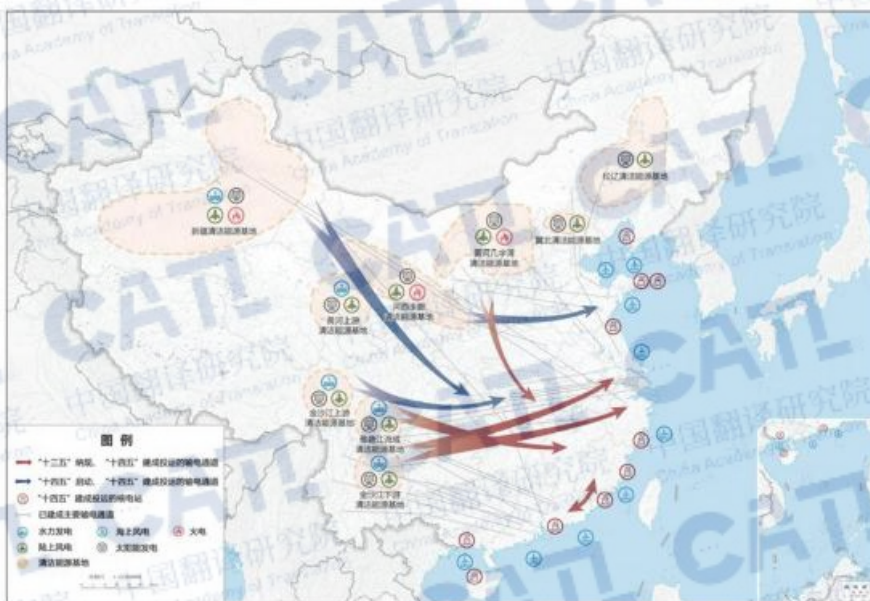 CATL
中国翻译研究院
China Academy of Translation
新疆清洁能源基地
松辽清洁能源基地
冀北清洁能源基地
黄河几字湾
清洁能源基地
河西走廊
清洁能源基地
黄河上游
清洁能源基地
金沙江上游
清洁能源基地
雅砻江流域
清洁能源基地
金沙江下游
清洁能源基地
图 例
“十三五”纳规、“十四五”建成投运的输电通道
“十四五”启动、“十四五”建成投运的输电通道
“十四五”建成投运的核电站
已建成主要输电通道
水力发电 海上风电 火电
陆上风电 太阳能发电
清洁能源基地